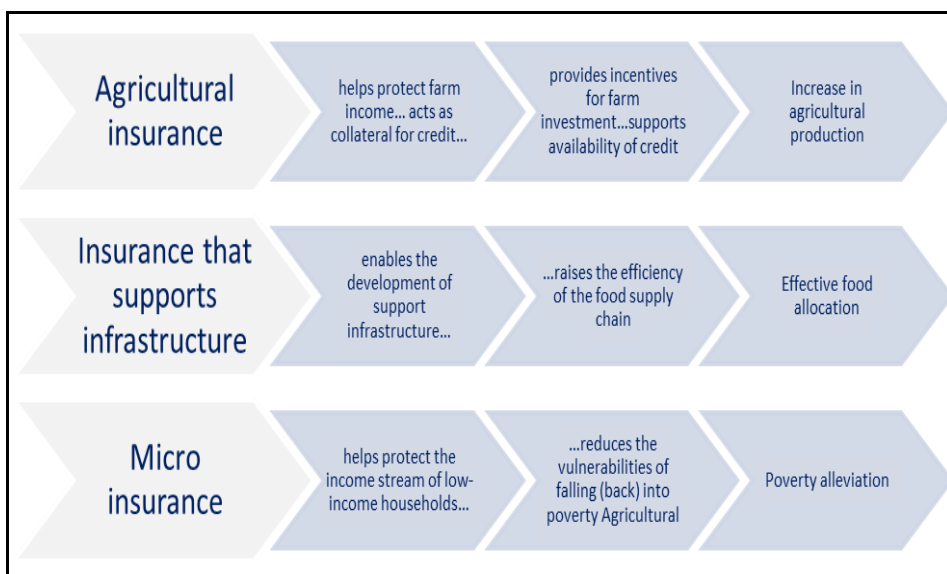 Agricultural
insurance
helps protect farm
income... acts as
collateral for credit...
provides incentives
for farm
investment...supports
availability of credit
Increase in
agricultural
production
Insurance that
supports
infrastructure
enables the
development of
support
infrastructure...
...raises the efficiency
of the food supply
chain
Effective food
allocation
Micro
insurance
helps protect the
income stream of low-
income households...
...reduces the
vulnerabilities of
falling (back) into
poverty Agricultural
Poverty alleviation